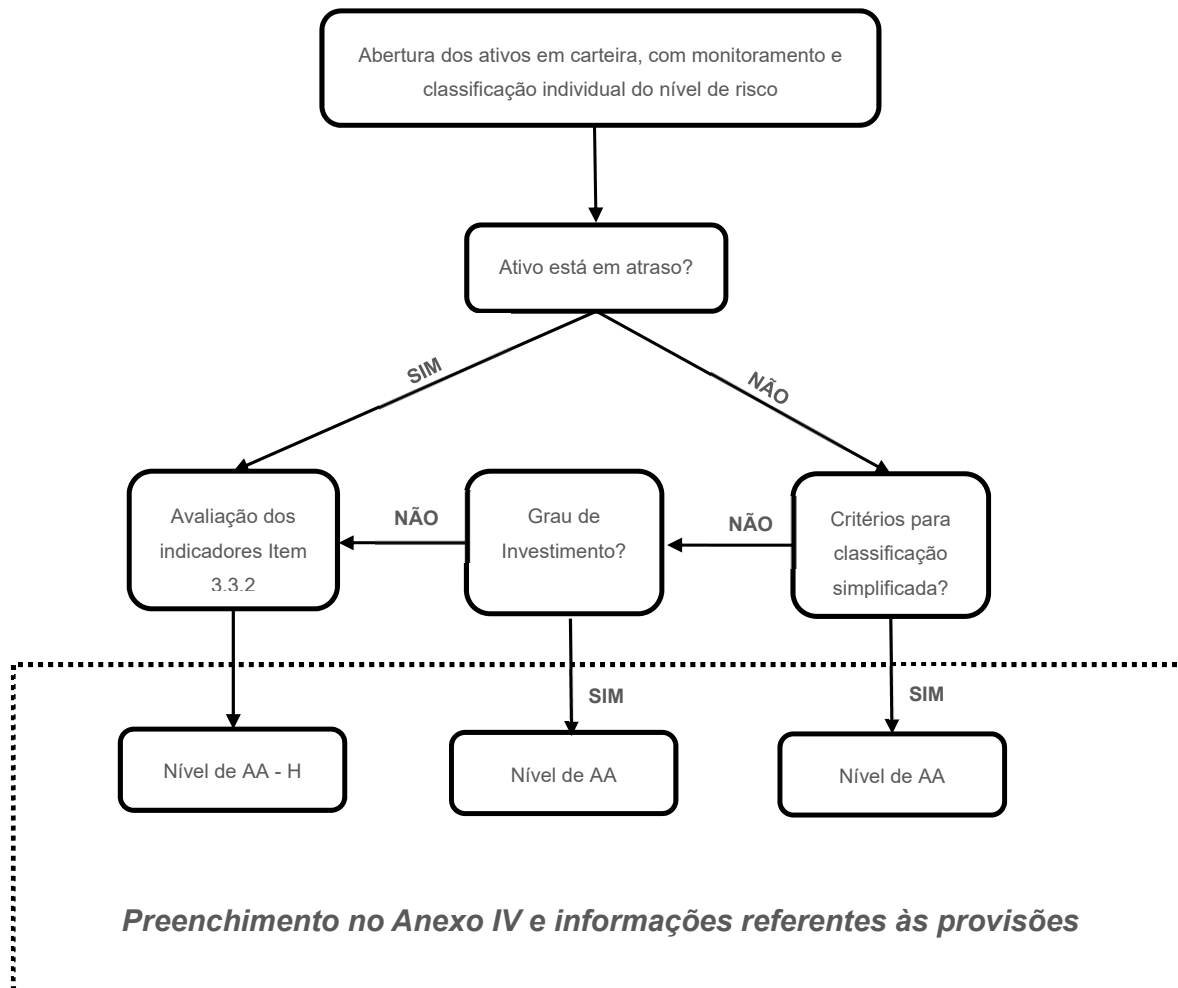 Abertura dos ativos em carteira, com monitoramento e
classificação individual do nível de risco
Ativo está em atraso?
SIM
NÃO
Avaliação dos
indicadores Item
3.3.2
NÃO
Grau de
Investimento?
NÃO
Critérios para
classificação
simplificada?
SIM
SIM
Nível de AA - H
Nível de AA
Nível de AA
Preenchimento no Anexo IV e informações referentes às provisões